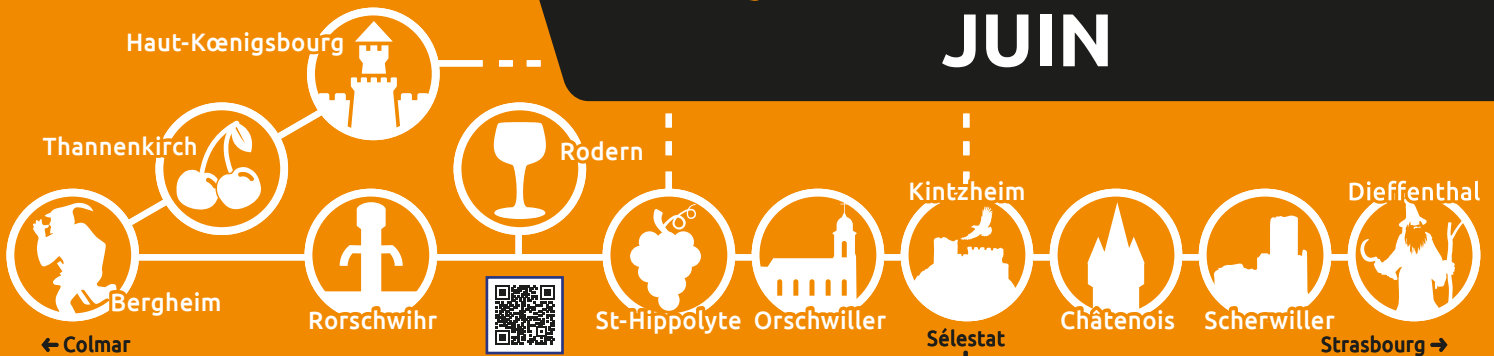 JUIN
Haut-Kœnigsbourg
Thannenkirch
Rodern
Kintzheim
Dieffenthal
Bergheim
Rorschwihr
St-Hippolyte
Orschwiller
Châtenois
Scherwiller
← Colmar
Sélestat
Strasbourg →